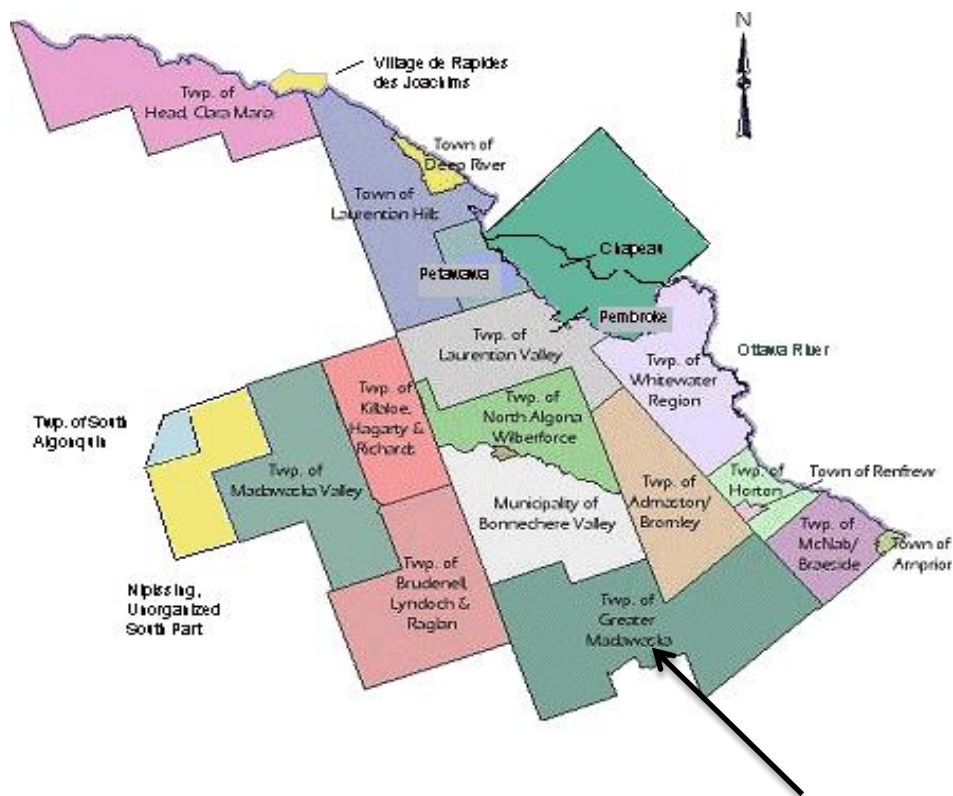 N
Village de Rapides
des Joachims
Twp. of
Head, Clara Maria
Town of
Deep River
Town of
Laurentian Hills
Chapeau
Petawawa
Pembroke
Twp. of
Laurentian Valley
Ottawa River
Twp. of
Whitewater
Region
Twp. of
Killaloe,
Hagarty &
Richards
Twp. of
North Algona
Wilberforce
Twp. of South
Algonquin
Twp. of
Madawacka Valley
Twp. of
Horton
Town of Renfrew
Municipality of
Bonnechere Valley
Twp. of
Admaston/
Bromley
Twp. of
McNab/
Braeside
Town of
Arnprior
Twp. of
Brudenell,
Lyndoch &
Raglan
Nipissing,
Unorganized
South Part
Twp. of
Greater
Madawacka